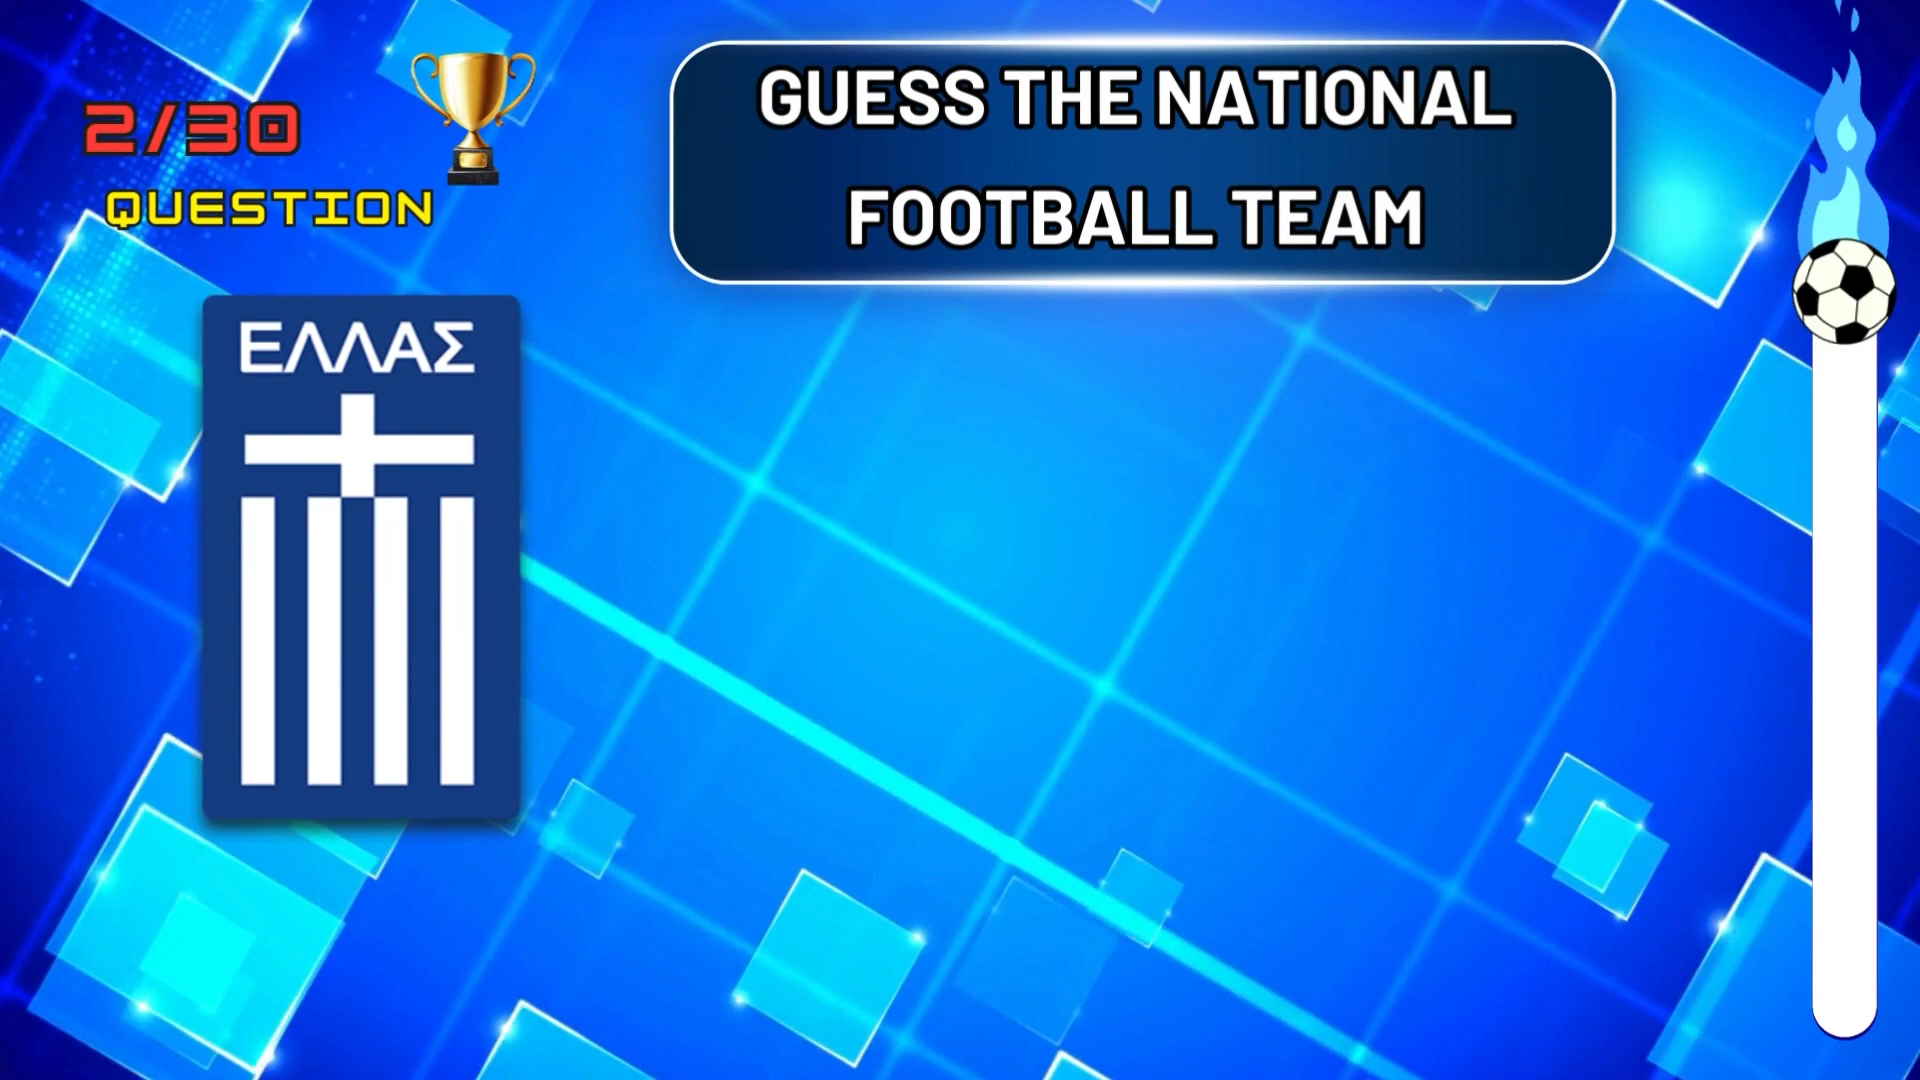 2/30
QUESTION
GUESS THE NATIONAL
FOOTBALL TEAM
ΕΛΛΑΣ